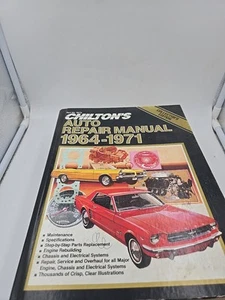 CHILTON'S
AUTO
REPAIR MANUAL
1964-1971
Maintenance
Specifications
Step-by-Step Parts Replacement
Engine Rebuilding
Chassis and Electrical Systems
Repair, Service and Overhaul for all Major
Engine, Chassis and Electrical Systems
Thousands of Crisp, Clear Illustrations